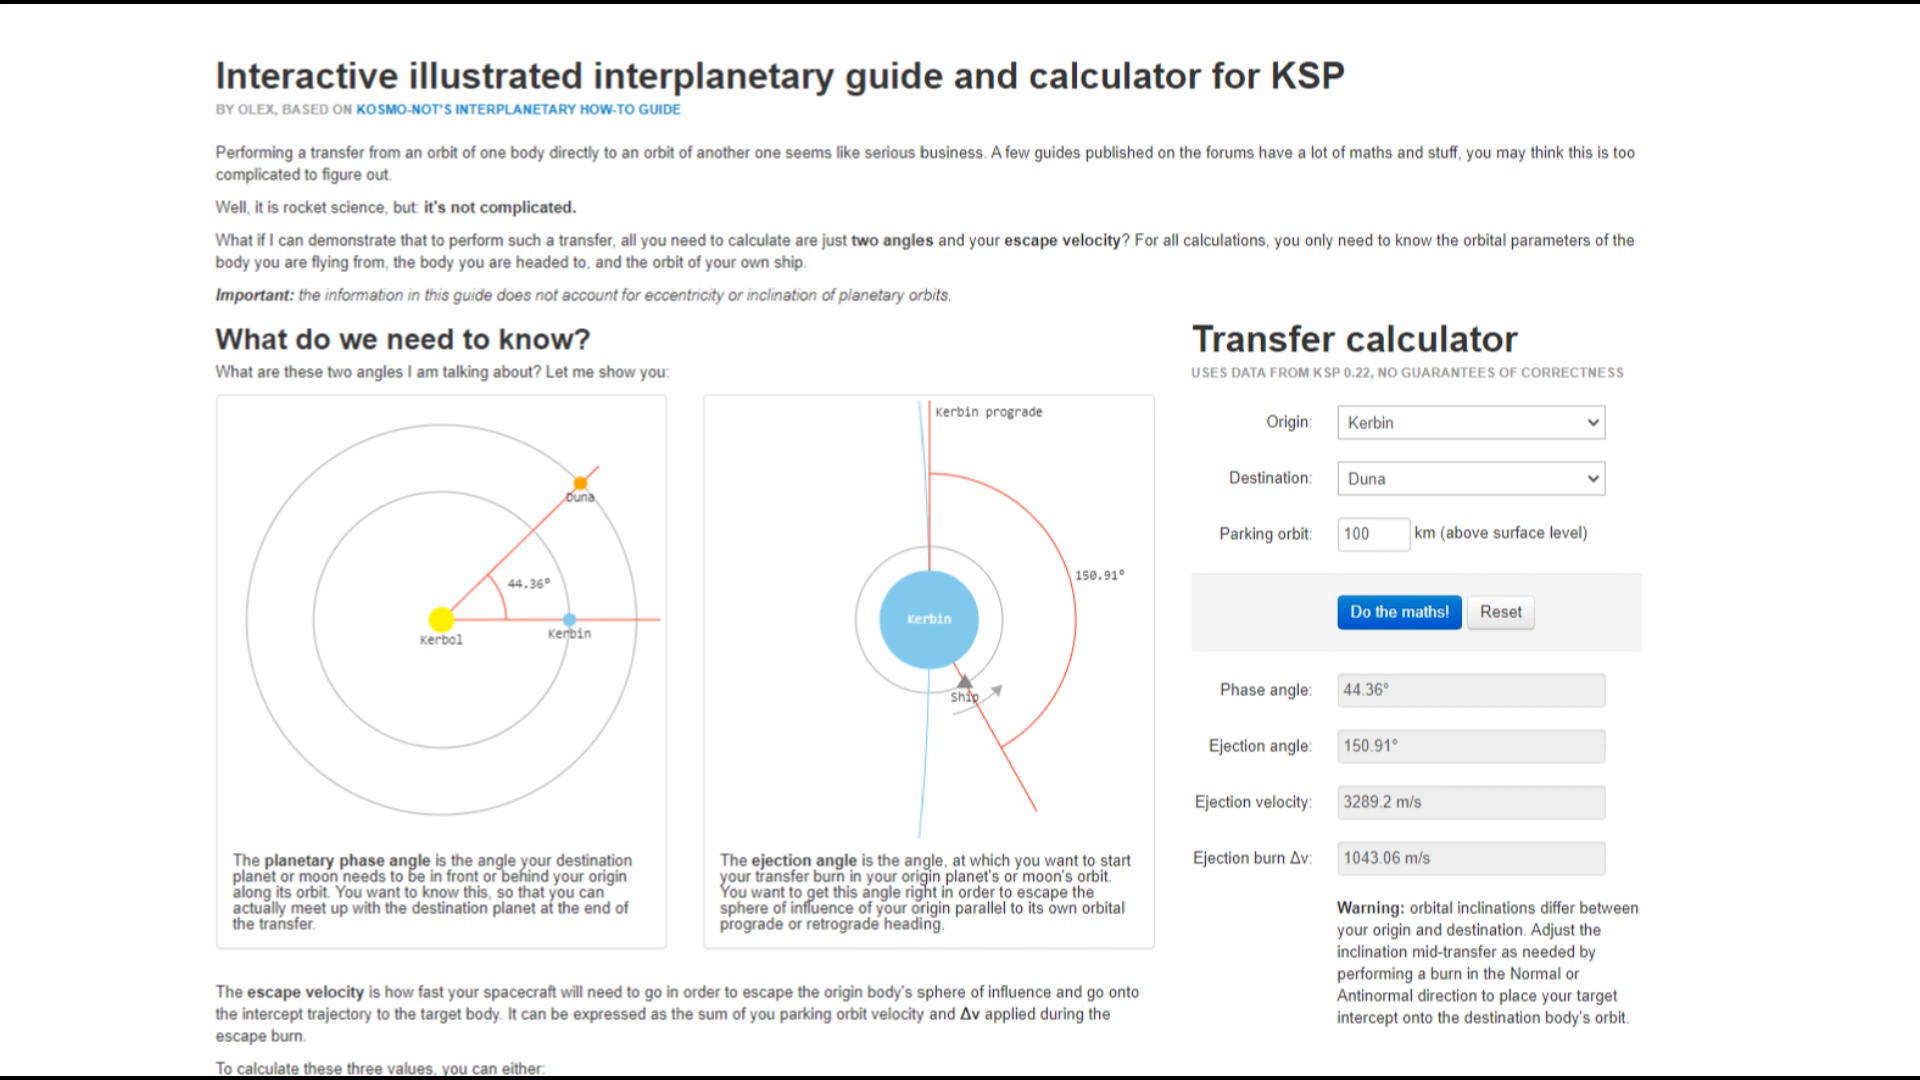 Interactive illustrated interplanetary guide and calculator for KSP
BY OLEX, BASED ON KOSMO-NOT'S INTERPLANETARY HOW-TO GUIDE
Performing a transfer from an orbit of one body directly to an orbit of another one seems like serious business. A few guides published on the forums have a lot of maths and stuff, you may think this is too
complicated to figure out.
Well, it is rocket science, but: it's not complicated.
What if I can demonstrate that to perform such a transfer, all you need to calculate are just two angles and your escape velocity? For all calculations, you only need to know the orbital parameters of the
body you are flying from, the body you are headed to, and the orbit of your own ship.
Important: the information in this guide does not account for eccentricity or inclination of planetary orbits.
What do we need to know?
What are these two angles I am talking about? Let me show you:
Duna
44.36°
Kerbol
Kerbin
The planetary phase angle is the angle your destination
planet or moon needs to be in front or behind your origin
along its orbit. You want to know this, so that you can
actually meet up with the destination planet at the end of
the transfer.
Kerbin prograde
150.91°
Kerbin
Ship
The ejection angle is the angle, at which you want to start
your transfer burn in your origin planet's or moon's orbit.
You want to get this angle right in order to escape the
sphere of influence of your origin parallel to its own orbital
prograde or retrograde heading.
The escape velocity is how fast your spacecraft will need to go in order to escape the origin body's sphere of influence and go onto
the intercept trajectory to the target body. It can be expressed as the sum of you parking orbit velocity and Δv applied during the
escape burn.
To calculate these three values, you can either:
Transfer calculator
USES DATA FROM KSP 0.22, NO GUARANTEES OF CORRECTNESS
Origin: Kerbin
Destination: Duna
Parking orbit: 100 km (above surface level)
Do the maths! Reset
Phase angle: 44.36°
Ejection angle: 150.91°
Ejection velocity: 3289.2 m/s
Ejection burn Δv: 1043.06 m/s
Warning: orbital inclinations differ between
your origin and destination. Adjust the
inclination mid-transfer as needed by
performing a burn in the Normal or
Antinormal direction to place your target
intercept onto the destination body's orbit.